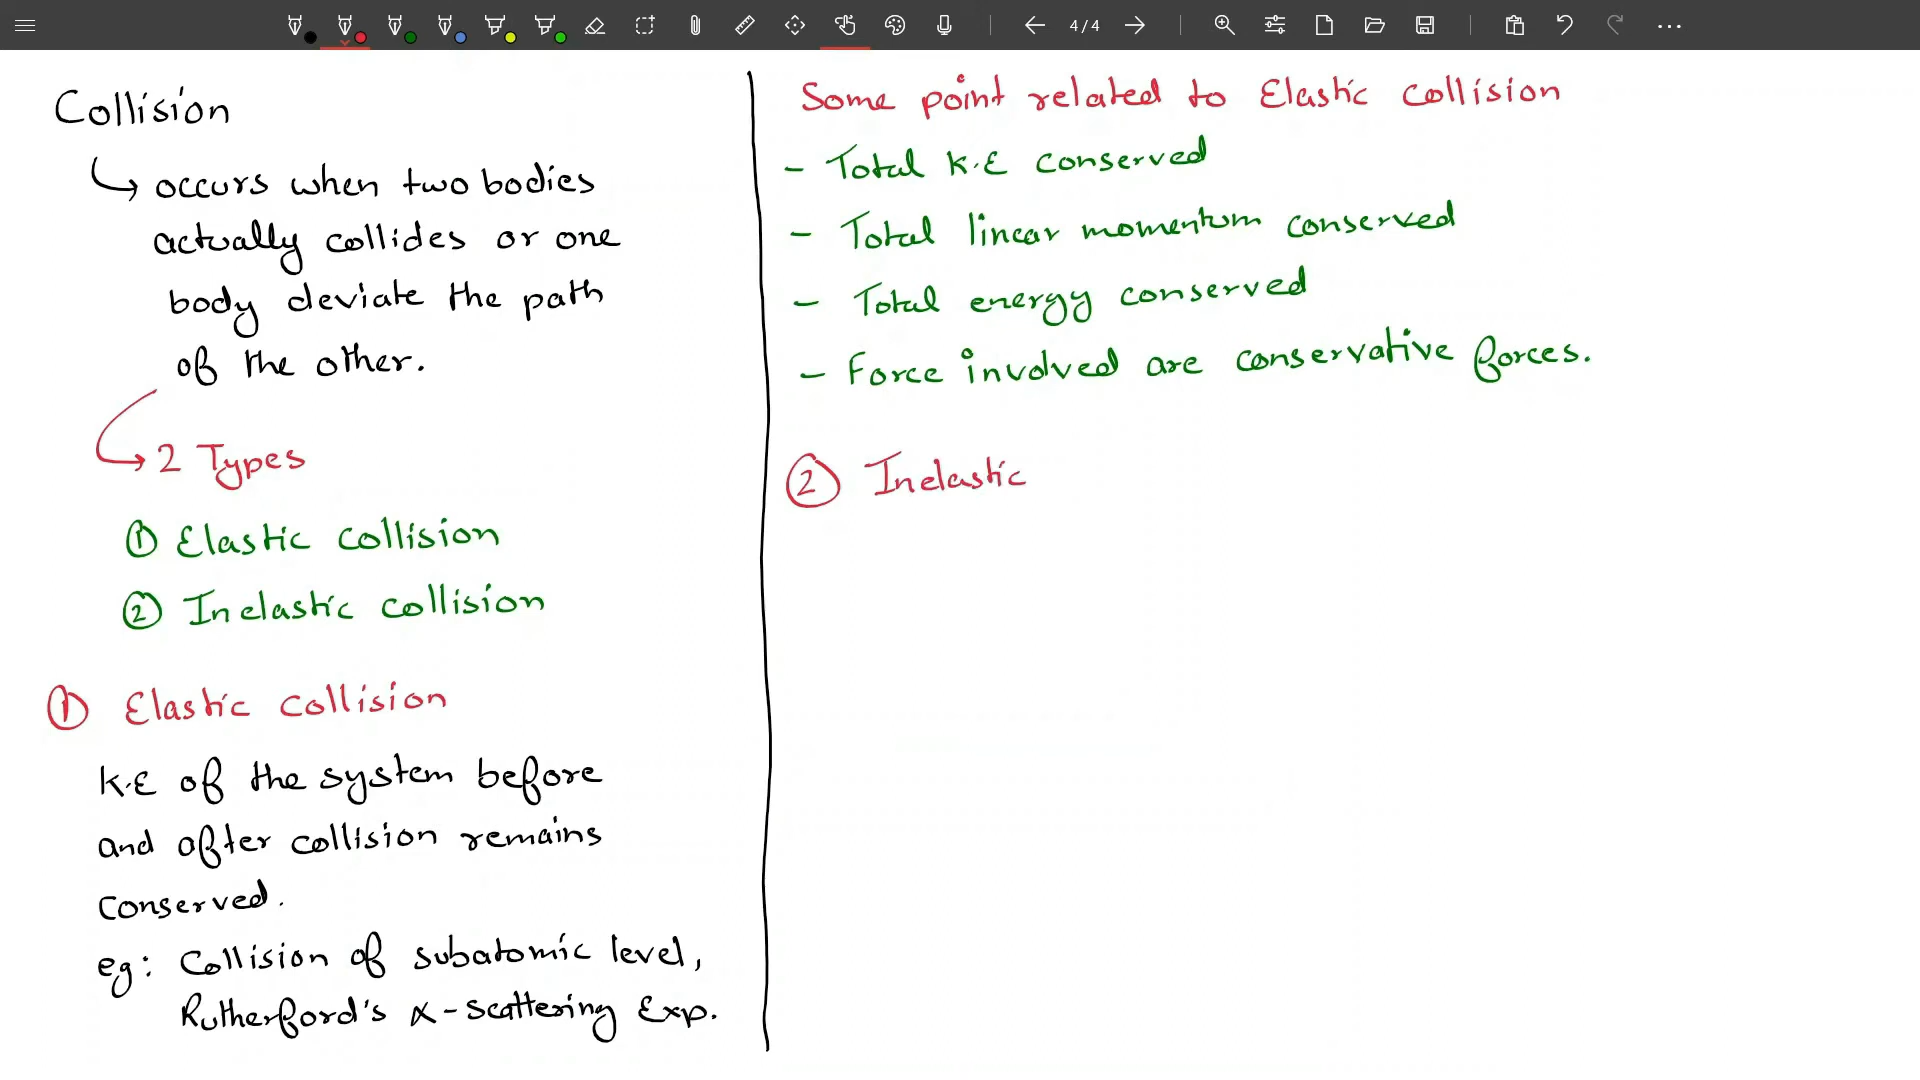 4/4
Collision
↳ occurs when two bodies
actually collides or one
body deviate the path
of the other.
↳ 2 Types
① Elastic collision
② Inelastic collision
① Elastic collision
K.E of the system before
and after collision remains
conserved.
eg: Collision of subatomic level,
Rutherford's α-scattering Exp.
Some point related to Elastic collision
- Total K.E conserved
- Total linear momentum conserved
- Total energy conserved
- Force involved are conservative forces.
② Inelastic